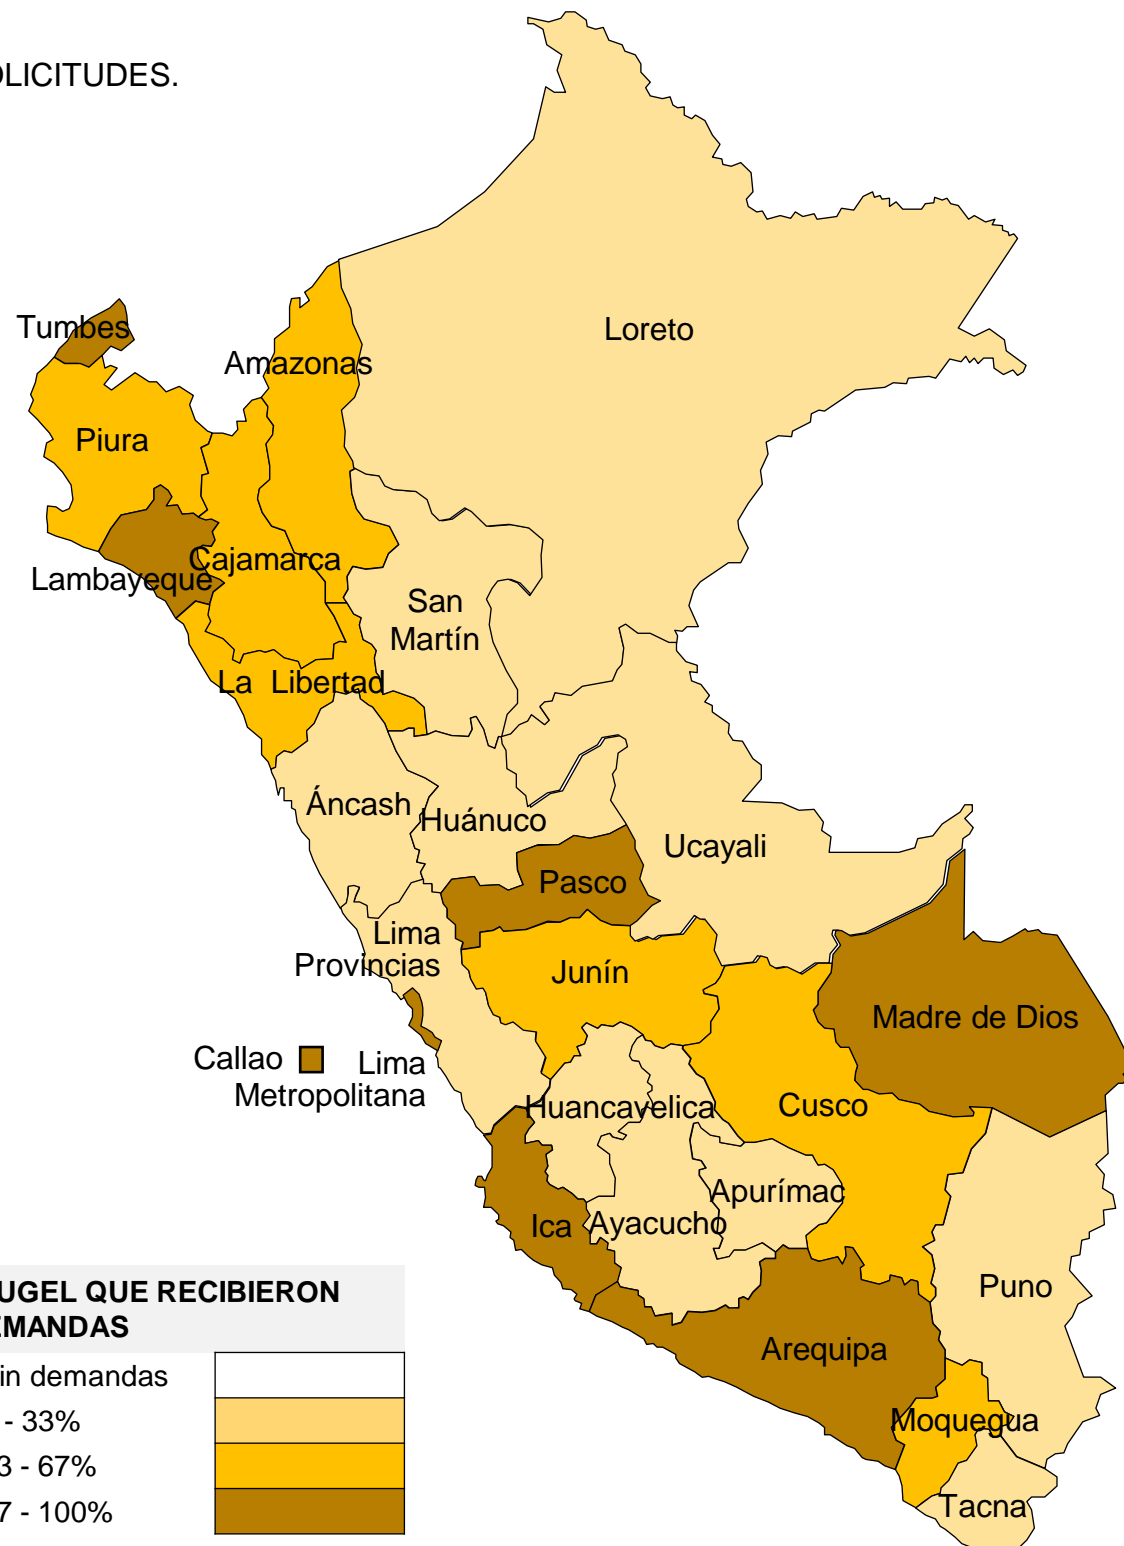 OLICITUDES.
Tumbes
Loreto
Amazonas
Piura
Cajamarca
Lambayeque
San
Martín
La Libertad
Áncash
Huánuco
Ucayali
Pasco
Lima
Provincias
Junín
Madre de Dios
Callao
Lima
Metropolitana
Huancavelica
Cusco
Apurímac
Ica
Ayacucho
Puno
UGEL QUE RECIBIERON
EMANDAS
Arequipa
in demandas
- 33%
Moquegua
3 - 67%
7 - 100%
Tacna